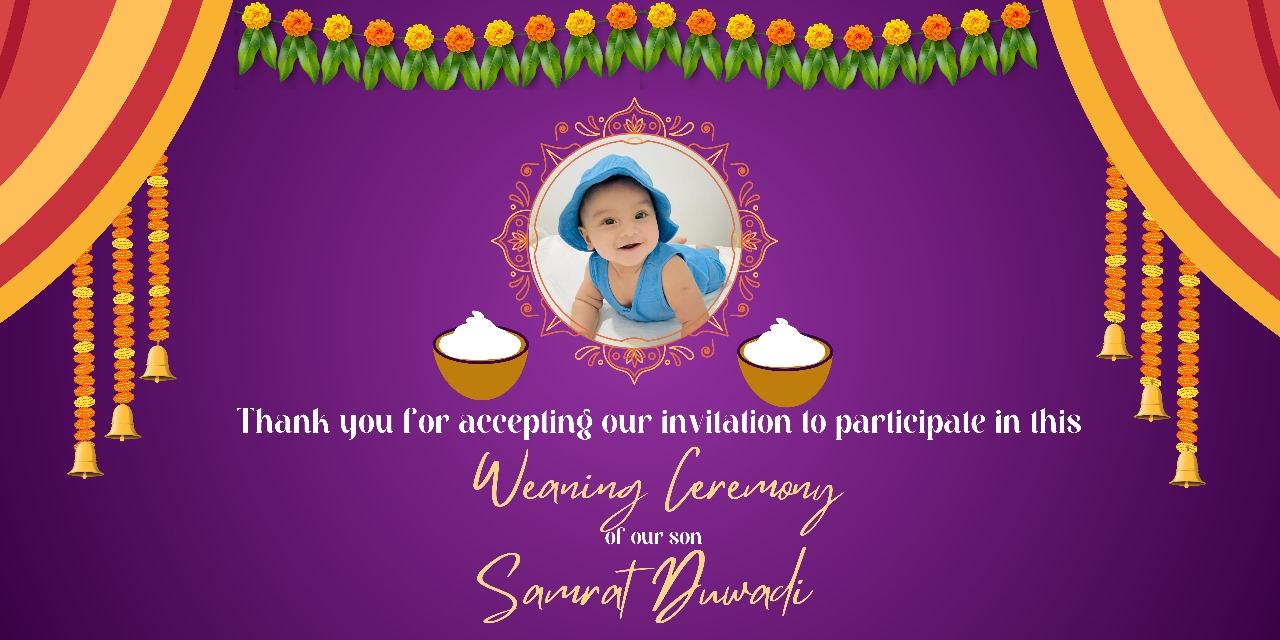 Thank you for accepting our invitation to participate in this
Weaning Ceremony
of our son
Samrat Duwadi